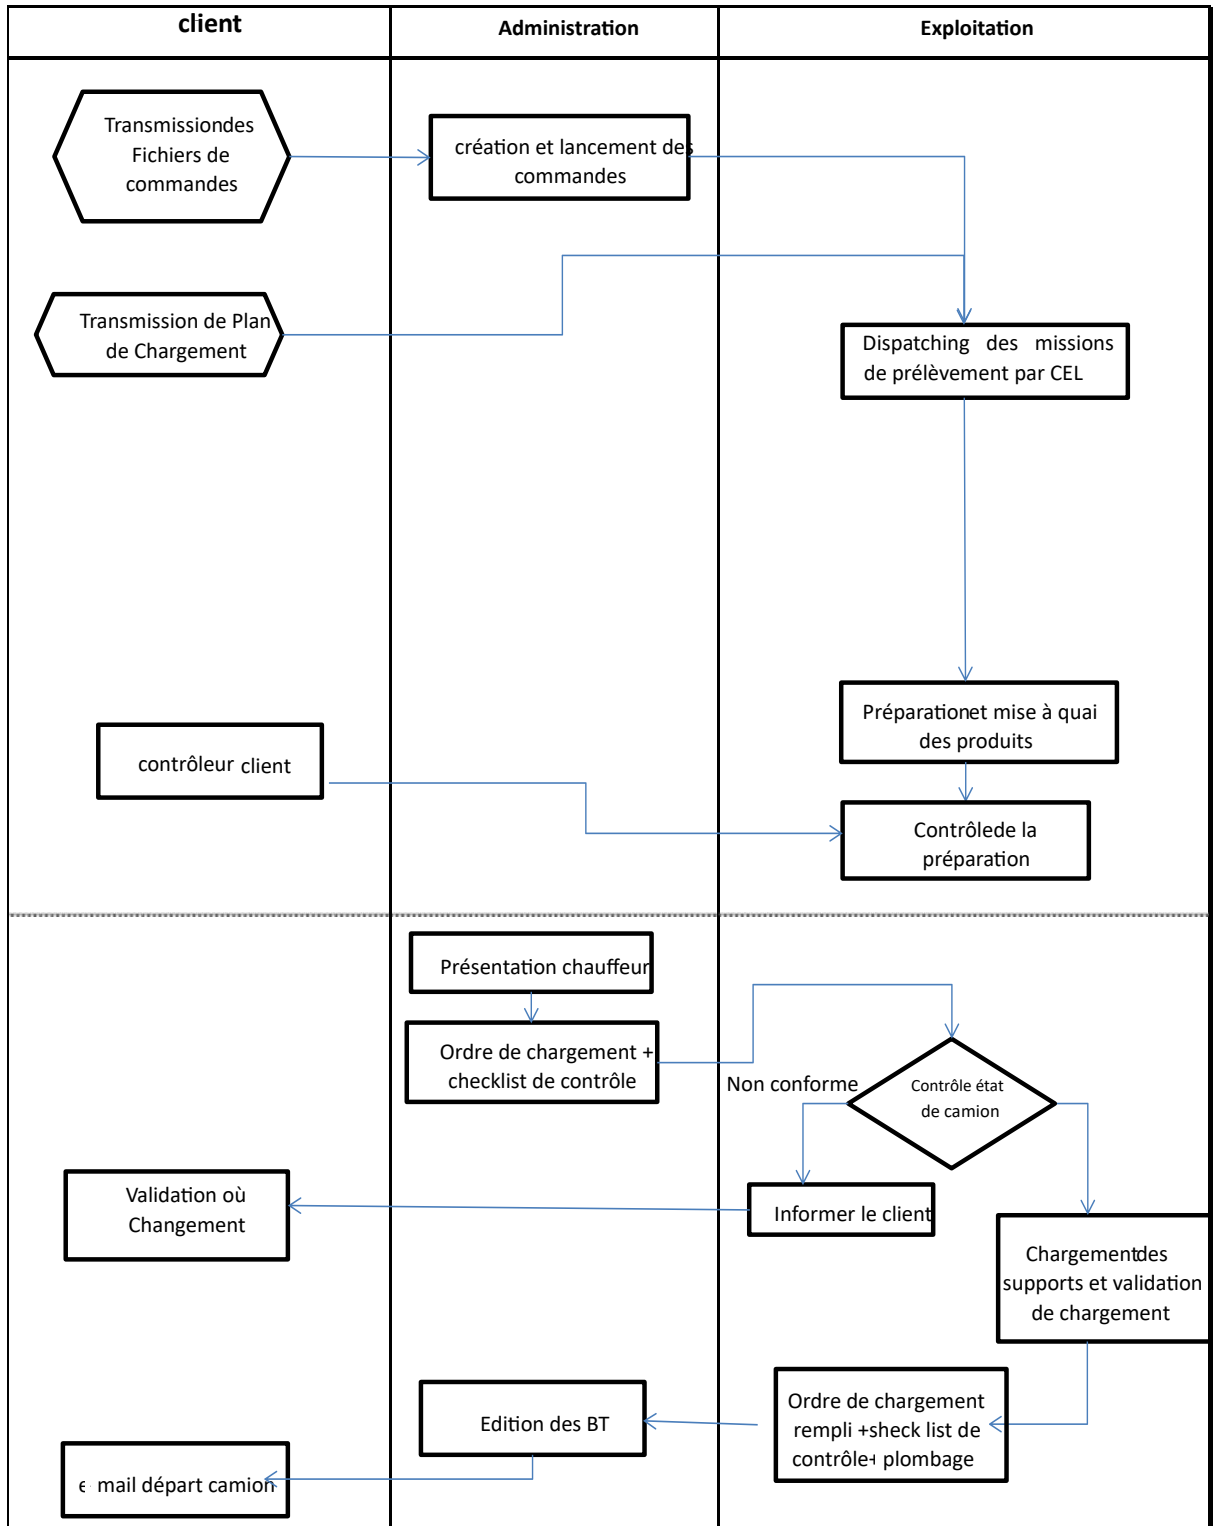 client
Administration
Exploitation
Transmissiondes
Fichiers de
commandes
création et lancement des
commandes
Transmission de Plan
de Chargement
Dispatching des missions
de prélèvement par CEL
Préparationet mise à quai
des produits
contrôleur client
Contrôlede la
préparation
Présentation chauffeur
Ordre de chargement +
checklist de contrôle
Non conforme
Contrôle état
de camion
Validation où
Changement
Informer le client
Chargementdes
supports et validation
de chargement
Ordre de chargement
rempli +sheck list de
contrôle+ plombage
Edition des BT
e mail départ camion